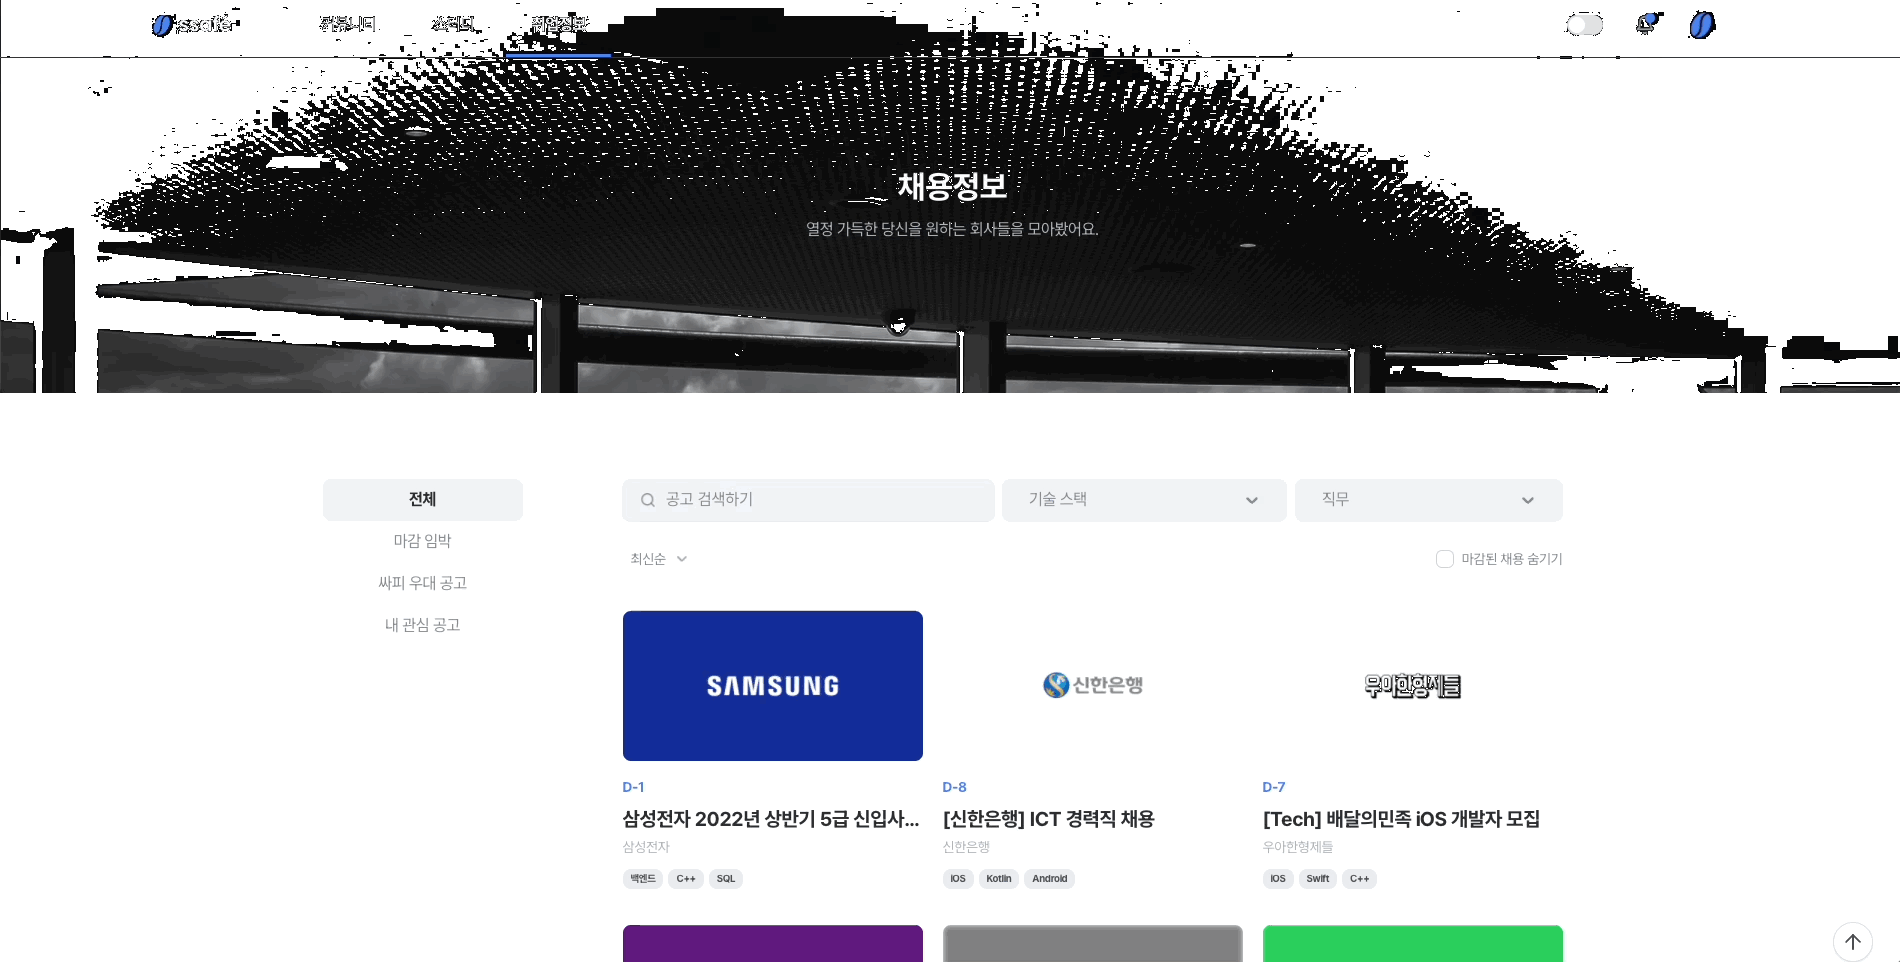 ssafe
커뮤니티
스터디
취업정보
채용정보
열정 가득한 당신을 원하는 회사들을 모아봤어요.
전체
마감 임박
싸피 우대 공고
내 관심 공고
공고 검색하기
기술 스택
직무
최신순
마감된 채용 숨기기
SAMSUNG
신한은행
우아한형제들
D-1
삼성전자 2022년 상반기 5급 신입사...
삼성전자
백엔드 C++ SQL
D-8
[신한은행] ICT 경력직 채용
신한은행
iOS Kotlin Android
D-7
[Tech] 배달의민족 iOS 개발자 모집
우아한형제들
iOS Swift C++